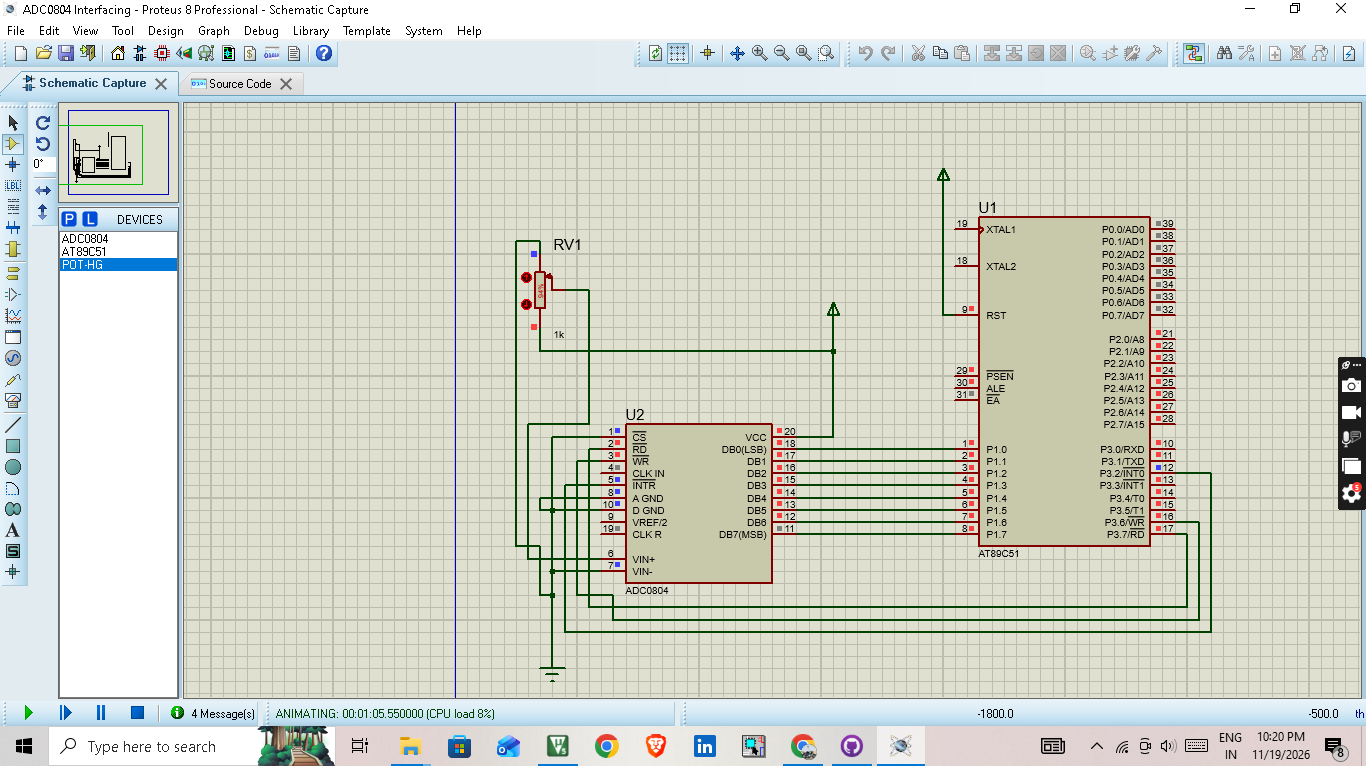 ADC0804 Interfacing - Proteus 8 Professional - Schematic Capture
File Edit View Tool Design Graph Debug Library Template System Help
Schematic Capture
Source Code
0°
LBL
P L DEVICES
ADC0804
AT89C51
POT-HG
A
S
RV1
94%
1k
U2
1 CS
2 RD
3 WR
4 CLK IN
5 INTR
8 A GND
10 D GND
9 VREF/2
19 CLK R
6 VIN+
7 VIN-
VCC 20
DB0(LSB) 18
DB1 17
DB2 16
DB3 15
DB4 14
DB5 13
DB6 12
DB7(MSB) 11
ADC0804
U1
19 XTAL1
18 XTAL2
9 RST
29 PSEN
30 ALE
31 EA
1 P1.0
2 P1.1
3 P1.2
4 P1.3
5 P1.4
6 P1.5
7 P1.6
8 P1.7
P0.0/AD0 39
P0.1/AD1 38
P0.2/AD2 37
P0.3/AD3 36
P0.4/AD4 35
P0.5/AD5 34
P0.6/AD6 33
P0.7/AD7 32
P2.0/A8 21
P2.1/A9 22
P2.2/A10 23
P2.3/A11 24
P2.4/A12 25
P2.5/A13 26
P2.6/A14 27
P2.7/A15 28
P3.0/RXD 10
P3.1/TXD 11
P3.2/INT0 12
P3.3/INT1 13
P3.4/T0 14
P3.5/T1 15
P3.6/WR 16
P3.7/RD 17
AT89C51
5
4 Message(s)
ANIMATING: 00:01:05.550000 (CPU load 8%)
-1800.0
-500.0
th
Type here to search
in
ENG
IN
10:20 PM
11/19/2026
8